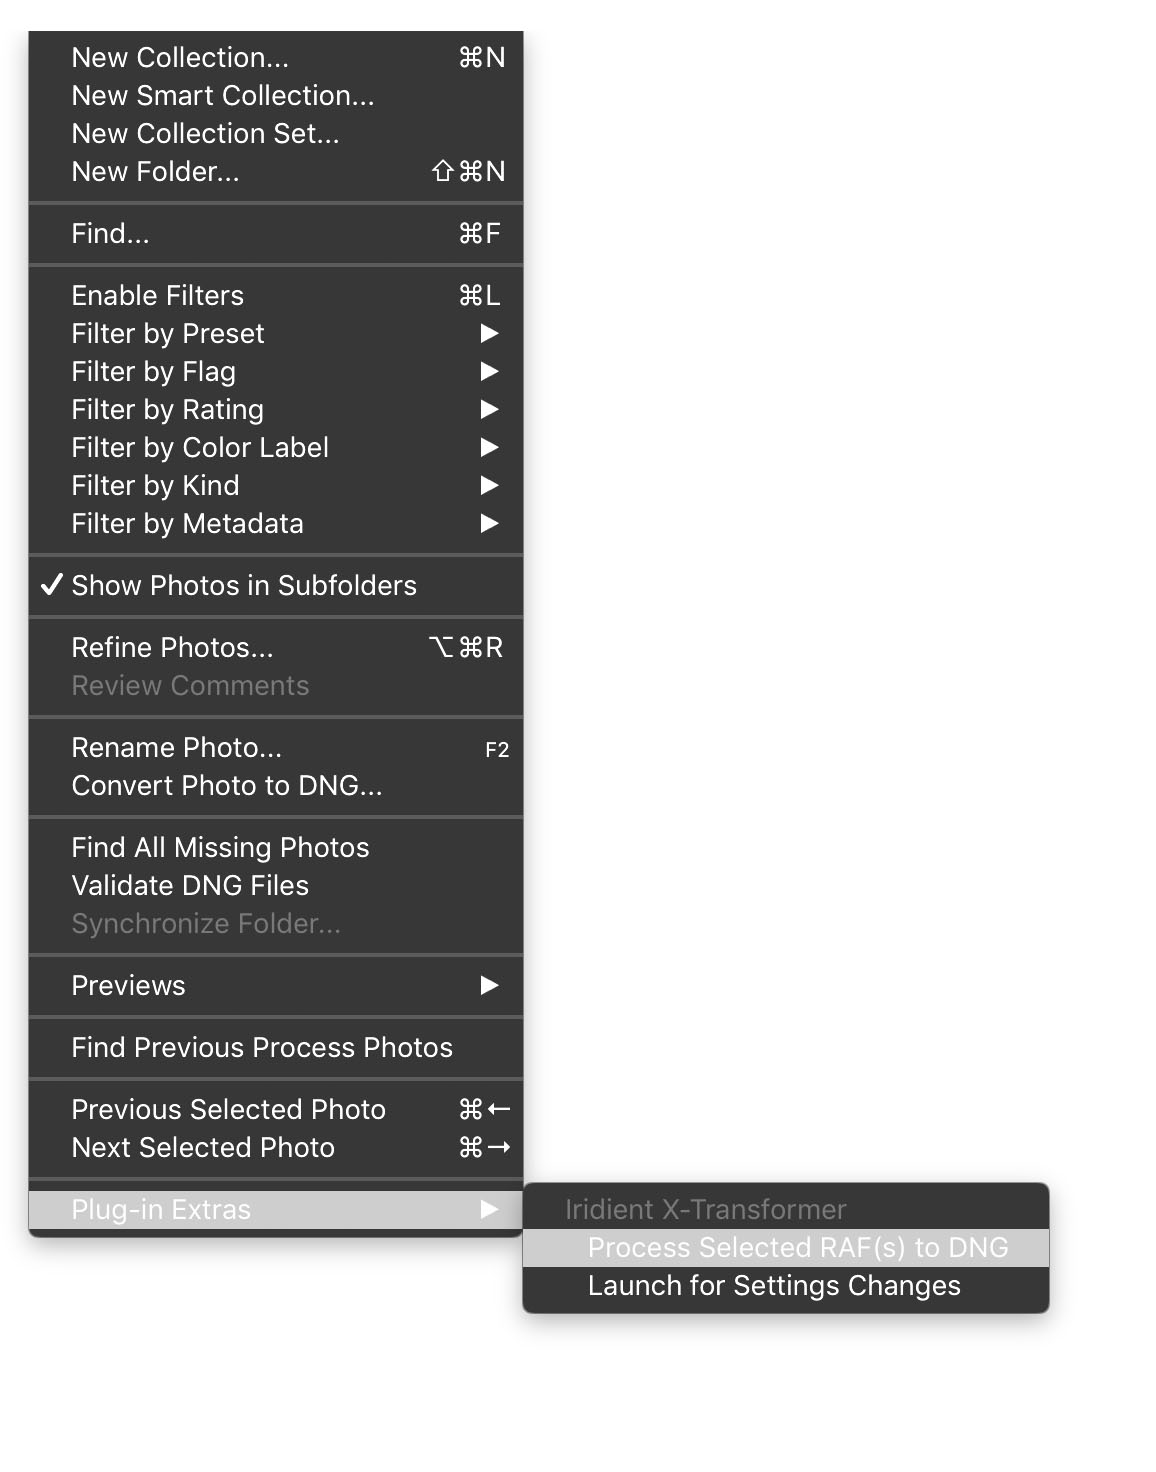 New Collection... ⌘N
New Smart Collection...
New Collection Set...
New Folder... ⇧⌘N
Find... ⌘F
Enable Filters ⌘L
Filter by Preset ▶
Filter by Flag ▶
Filter by Rating ▶
Filter by Color Label ▶
Filter by Kind ▶
Filter by Metadata ▶
✓ Show Photos in Subfolders
Refine Photos... ⌥⌘R
Review Comments
Rename Photo... F2
Convert Photo to DNG...
Find All Missing Photos
Validate DNG Files
Synchronize Folder...
Previews ▶
Find Previous Process Photos
Previous Selected Photo ⌘←
Next Selected Photo ⌘→
Plug-in Extras ▶
Iridient X-Transformer
Process Selected RAF(s) to DNG
Launch for Settings Changes